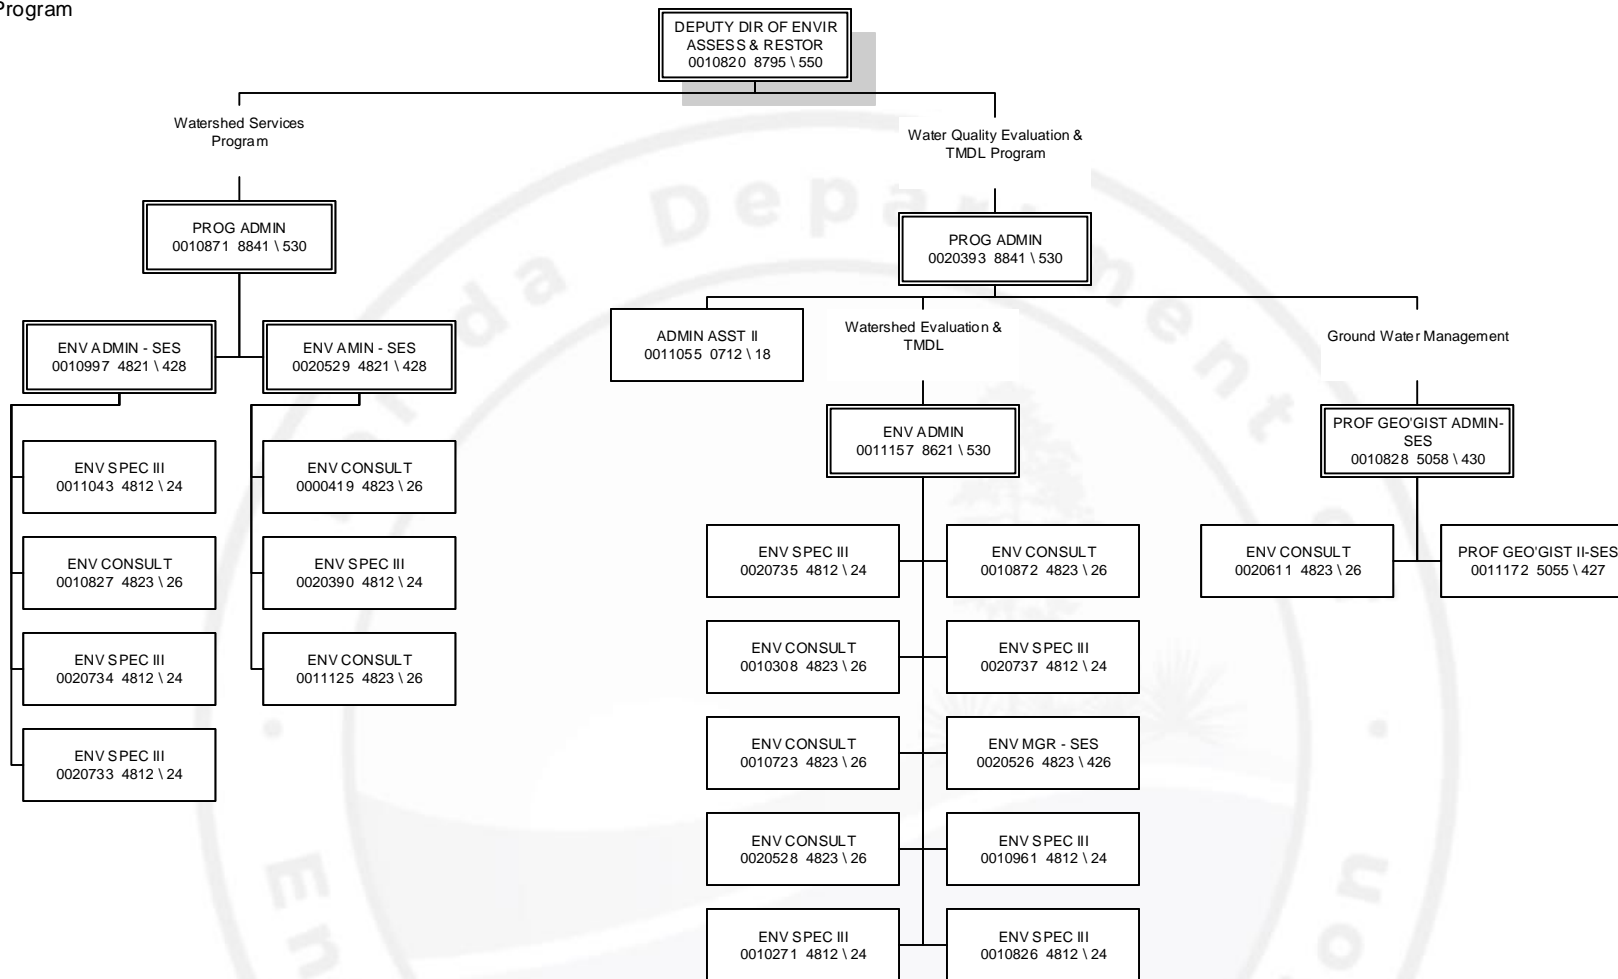 Program
DEPUTY DIR OF ENVIR
ASSESS & RESTOR
0010820 8795 \ 550
Watershed Services
Program
PROG ADMIN
0010871 8841 \ 530
ENV ADMIN - SES
0010997 4821 \ 428
ENV AMIN - SES
0020529 4821 \ 428
ENV SPEC III
0011043 4812 \ 24
ENV CONSULT
0010827 4823 \ 26
ENV SPEC III
0020734 4812 \ 24
ENV SPEC III
0020733 4812 \ 24
ENV CONSULT
0000419 4823 \ 26
ENV SPEC III
0020390 4812 \ 24
ENV CONSULT
0011125 4823 \ 26
Water Quality Evaluation &
TMDL Program
PROG ADMIN
0020393 8841 \ 530
ADMIN ASST II
0011055 0712 \ 18
Watershed Evaluation &
TMDL
ENV ADMIN
0011157 8621 \ 530
ENV SPEC III
0020735 4812 \ 24
ENV CONSULT
0010872 4823 \ 26
ENV CONSULT
0010308 4823 \ 26
ENV SPEC III
0020737 4812 \ 24
ENV CONSULT
0010723 4823 \ 26
ENV MGR - SES
0020526 4823 \ 426
ENV CONSULT
0020528 4823 \ 26
ENV SPEC III
0010961 4812 \ 24
ENV SPEC III
0010271 4812 \ 24
ENV SPEC III
0010826 4812 \ 24
Ground Water Management
PROF GEO'GIST ADMIN-
SES
0010828 5058 \ 430
ENV CONSULT
0020611 4823 \ 26
PROF GEO'GIST II-SES
0011172 5055 \ 427